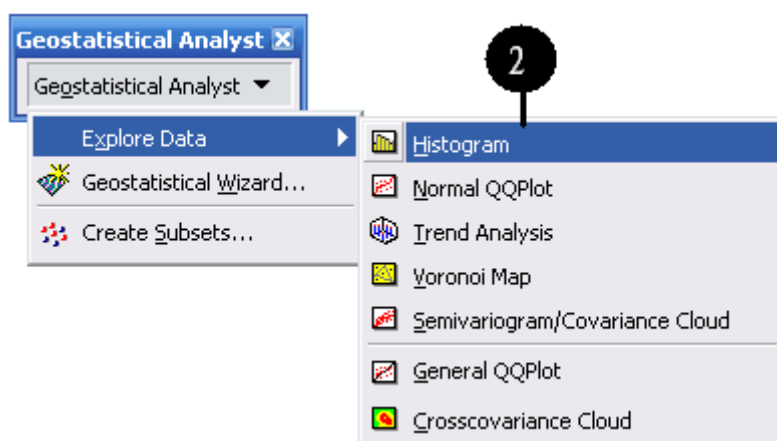 Geostatistical Analyst
Geostatistical Analyst
2
Explore Data
Histogram
Geostatistical Wizard...
Normal QQPlot
Create Subsets...
Trend Analysis
Voronoi Map
Semivariogram/Covariance Cloud
General QQPlot
Crosscovariance Cloud